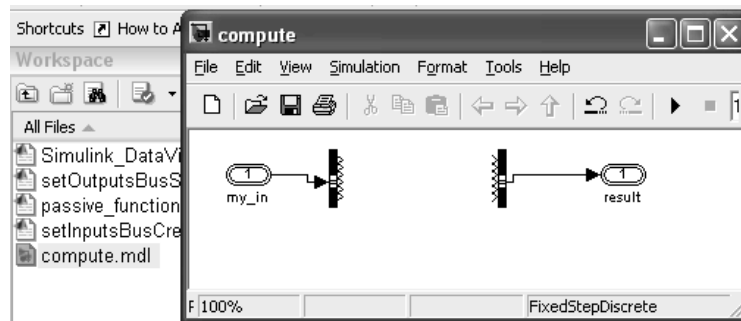 Shortcuts How to A
compute
Workspace
File Edit View Simulation Format Tools Help
All Files
Simulink_DataVi
setOutputsBusS
passive_function
setInputsBusCre
compute.mdl
1
my_in
1
result
100%
FixedStepDiscrete